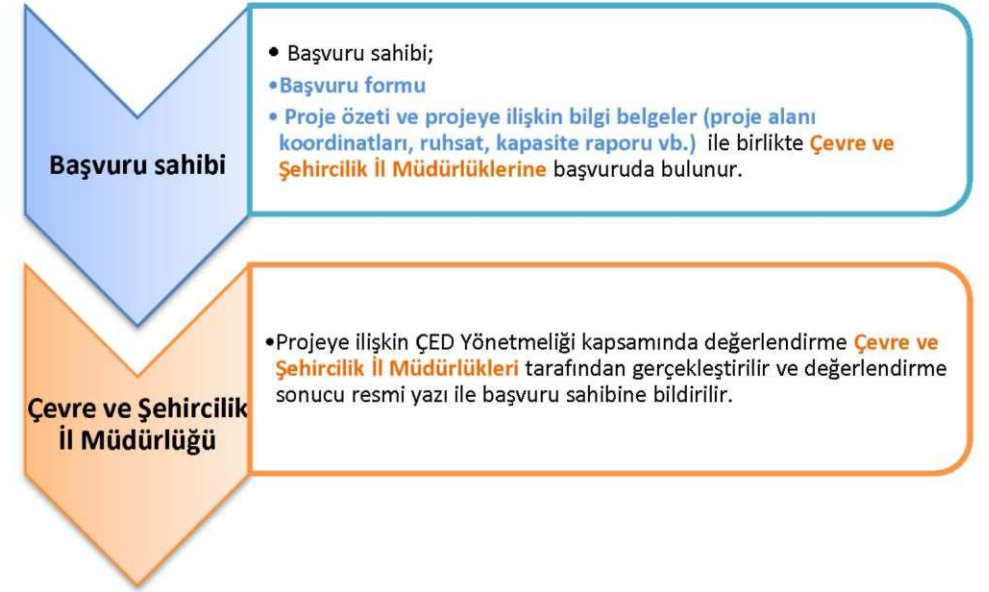 Başvuru sahibi
• Başvuru sahibi;
•Başvuru formu
• Proje özeti ve projeye ilişkin bilgi belgeler (proje alanı
koordinatları, ruhsat, kapasite raporu vb.) ile birlikte Çevre ve
Şehircilik İl Müdürlüklerine başvuruda bulunur.
Çevre ve Şehircilik
İl Müdürlüğü
•Projeye ilişkin ÇED Yönetmeliği kapsamında değerlendirme Çevre ve
Şehircilik İl Müdürlükleri tarafından gerçekleştirilir ve değerlendirme
sonucu resmi yazı ile başvuru sahibine bildirilir.